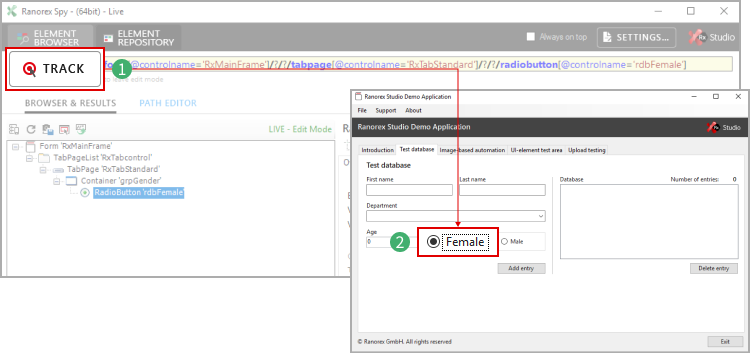 Ranorex Spy - (64bit) - Live
ELEMENT
BROWSER
ELEMENT
REPOSITORY
Always on top
SETTINGS...
Studio
TRACK
1
[@controlname='RxMainFrame']/?/?/tabpage[@controlname='RxTabStandard']/?/?/radiobutton[@controlname='rdbFemale']
edit mode
BROWSER & RESULTS
PATH EDITOR
LIVE - Edit Mode
Form 'RxMainFrame'
TabPageList 'RxTabcontrol'
TabPage 'RxTabStandard'
Container 'grpGender'
RadioButton 'rdbFemale'
Ranorex Studio Demo Application
File Support About
Ranorex Studio Demo Application
Studio
Introduction Test database Image-based automation UI-element test area Upload testing
Test database
First name
Last name
Database
Number of entries: 0
Department
Age
0
2
Female
Male
Add entry
Delete entry
© Ranorex GmbH. All rights reserved
Exit